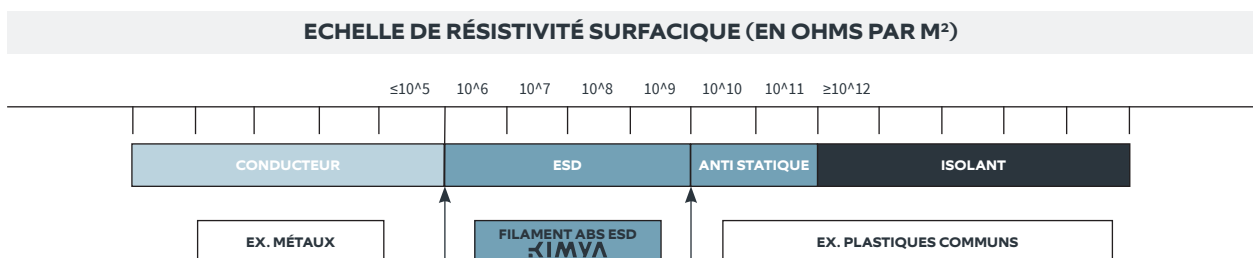 ECHELLE DE RÉSISTIVITÉ SURFACIQUE (EN OHMS PAR M²)
≤10^5 10^6 10^7 10^8 10^9 10^10 10^11 ≥10^12
CONDUCTEUR ESD ANTI STATIQUE ISOLANT
EX. MÉTAUX FILAMENT ABS ESD EX. PLASTIQUES COMMUNS
KIMYA